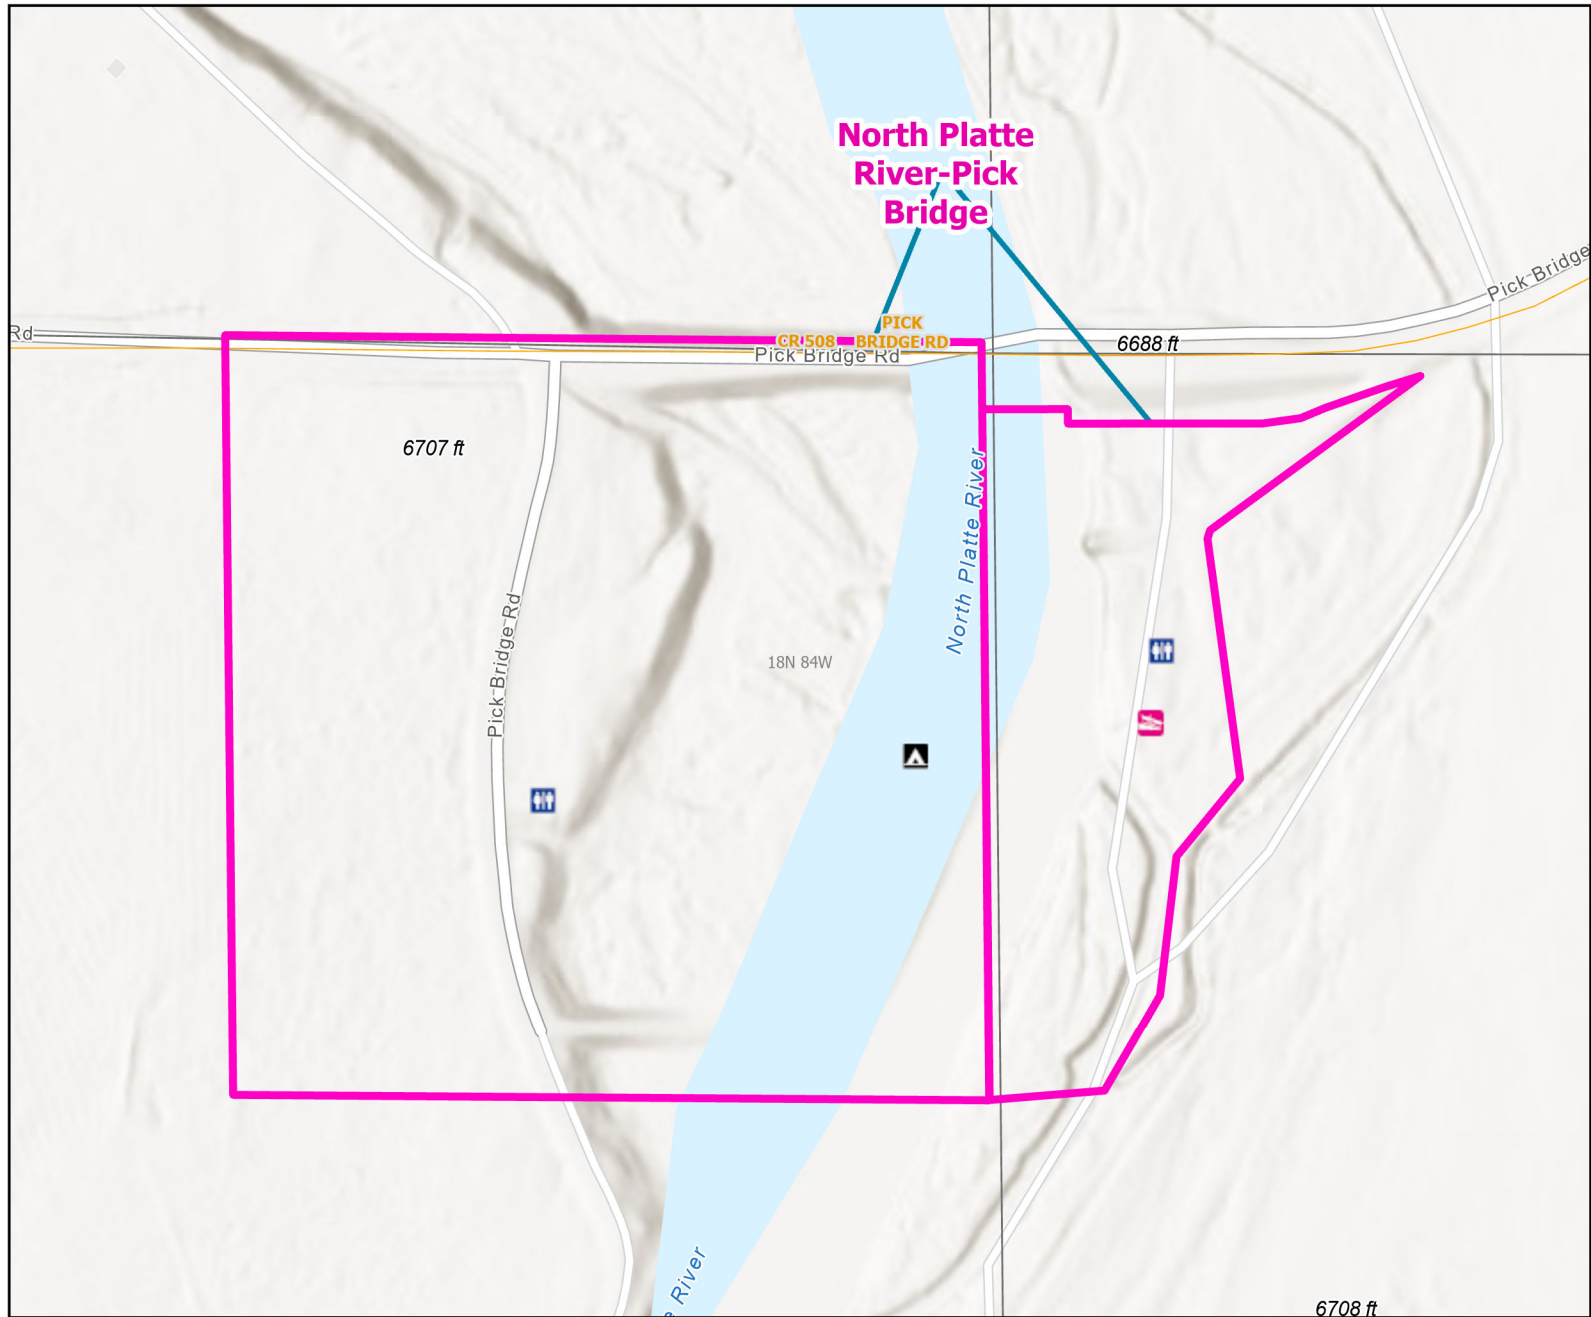 North Platte
River-Pick
Bridge
Pick Bridge
Rd
PICK
CR 508 BRIDGE RD
Pick Bridge Rd
6688 ft
6707 ft
North Platte River
Pick Bridge Rd
18N 84W
River
6708 ft